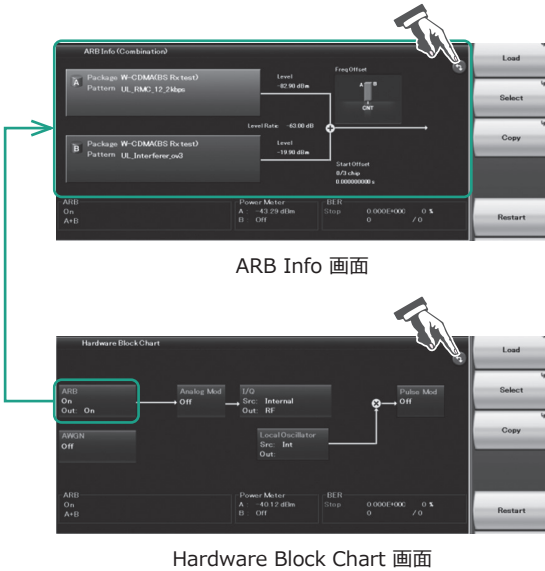 ARB Info (Combination)
A Package W-CDMA(BS Rx test)
Pattern UL_RMC_12_2kbps
Level
-82.90 dBm
Freq Offset
A B
CNT
Level Ratio -63.00 dB
B Package W-CDMA(BS Rx test)
Pattern UL_Interferer_ov3
Level
-19.90 dBm
Start Offset
0/3 chip
0.000000000 s
ARB
On
A+B
Power Meter
A -43.29 dBm
B Off
BER
Stop 0.000E+000 0 %
0 / 0
Load
Select
Copy
Restart
ARB Info 画面
Hardware Block Chart
ARB
On
Out: On
Analog Mod
Off
I/Q
Src: Internal
Out: RF
Pulse Mod
Off
AWGN
Off
Local Oscillator
Src: Int
Out:
ARB
On
A+B
Power Meter
A -40.12 dBm
B Off
BER
Stop 0.000E+000 0 %
0 / 0
Load
Select
Copy
Restart
Hardware Block Chart 画面